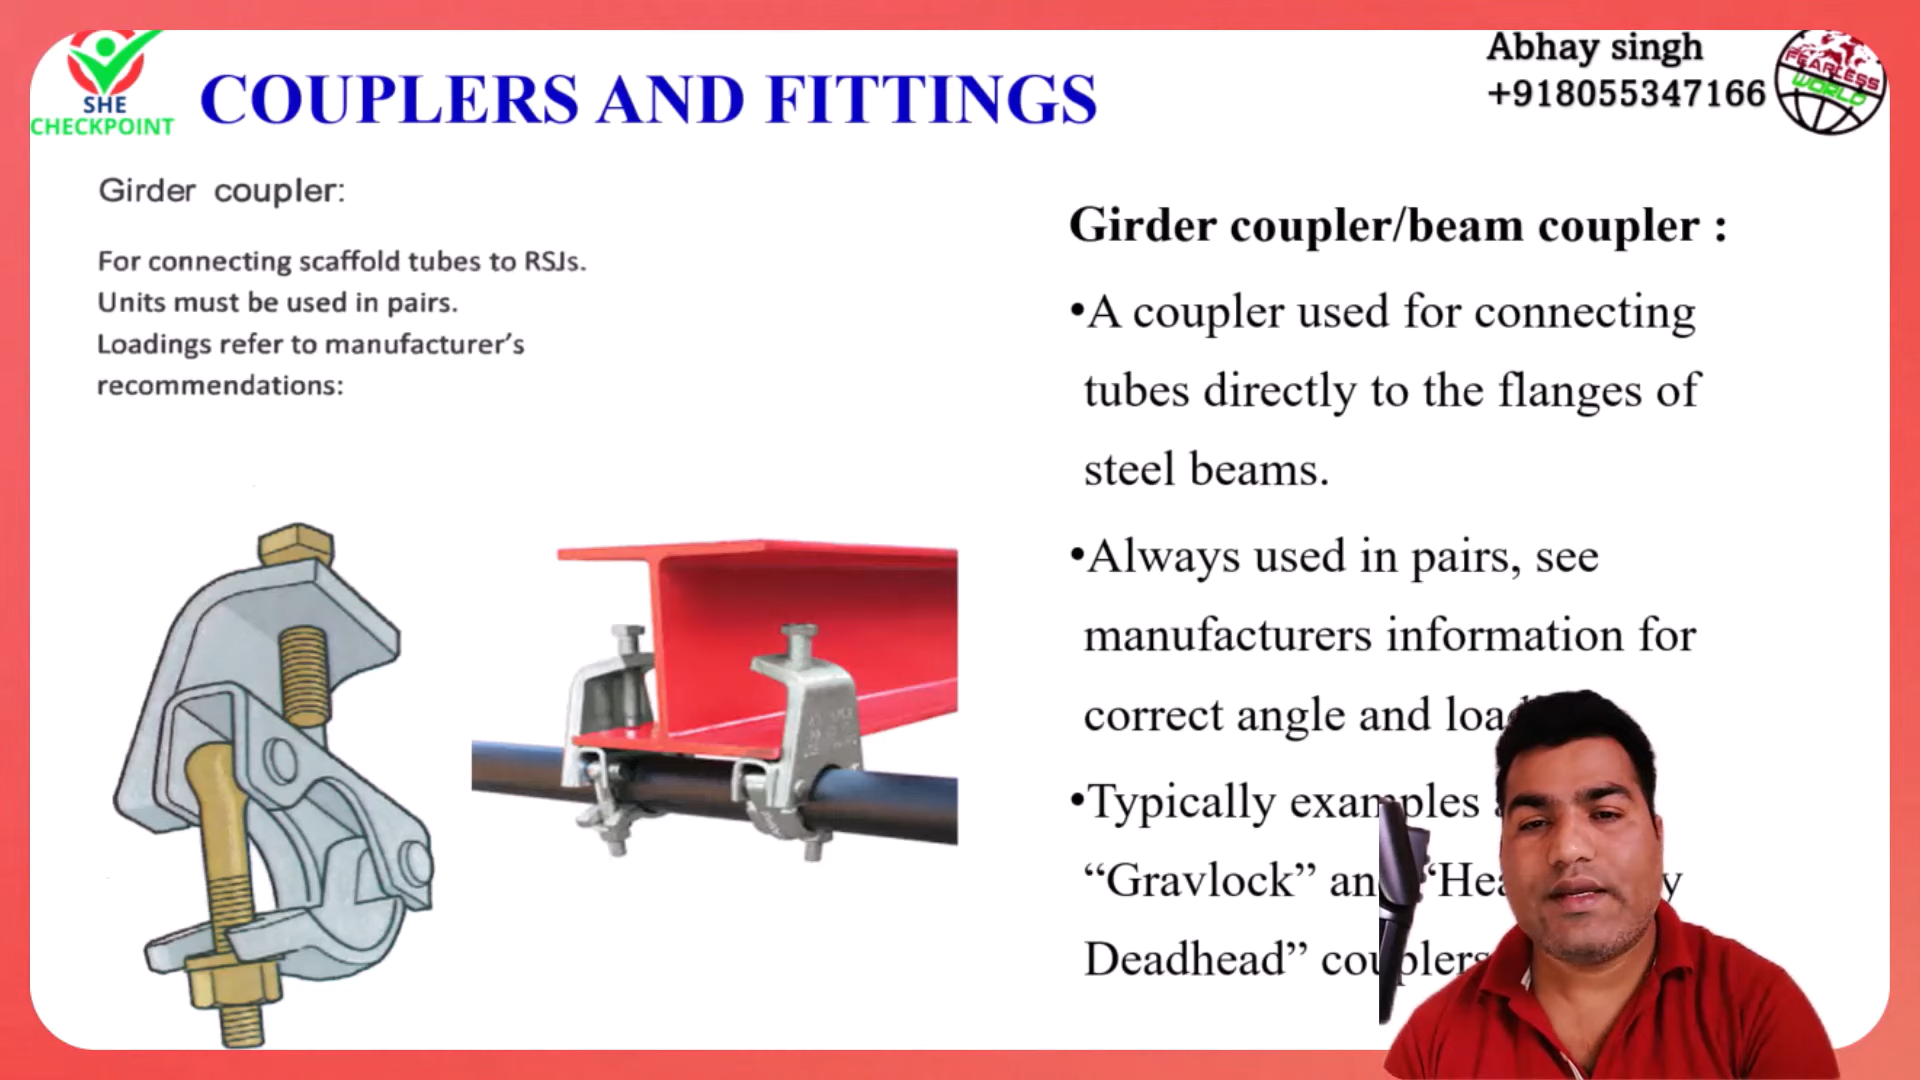 SHE
CHECKPOINT
COUPLERS AND FITTINGS
Abhay singh
+918055347166
FEARLESS
WORLD
Girder coupler:
For connecting scaffold tubes to RSJs.
Units must be used in pairs.
Loadings refer to manufacturer's
recommendations:
Girder coupler/beam coupler :
•A coupler used for connecting
tubes directly to the flanges of
steel beams.
•Always used in pairs, see
manufacturers information for
correct angle and
•Typically examples
“Gravlock”
Deadhead” couplers